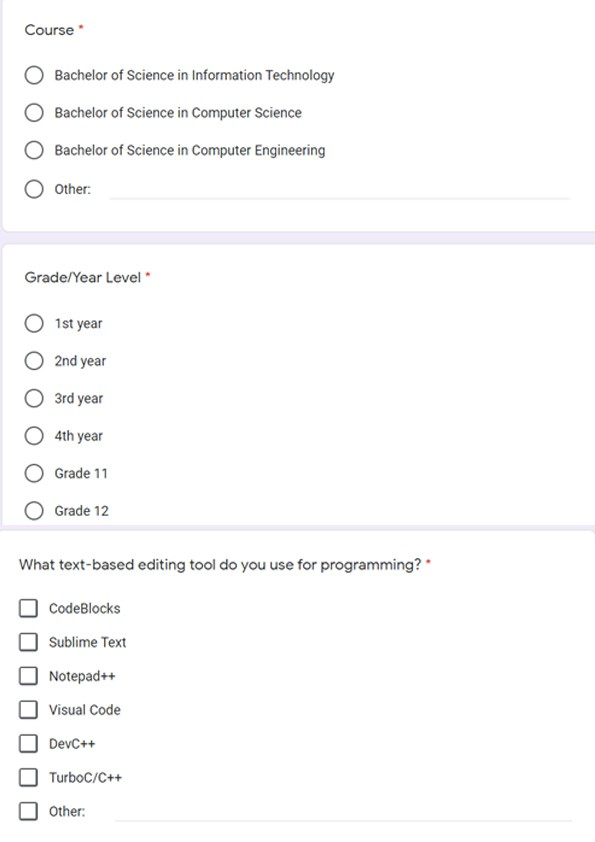 Course *
Bachelor of Science in Information Technology
Bachelor of Science in Computer Science
Bachelor of Science in Computer Engineering
Other:
Grade/Year Level *
1st year
2nd year
3rd year
4th year
Grade 11
Grade 12
What text-based editing tool do you use for programming? *
CodeBlocks
Sublime Text
Notepad++
Visual Code
DevC++
TurboC/C++
Other: